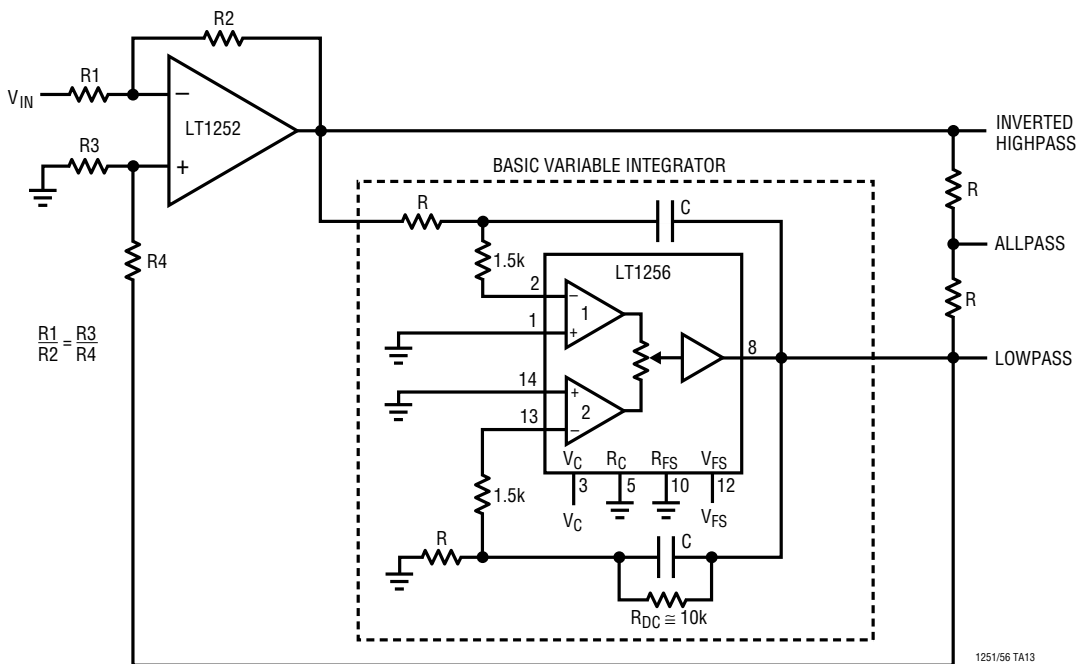 R2
R1
V_IN
−
LT1252
+
R3
R4
R1/R2 = R3/R4
INVERTED
HIGHPASS
BASIC VARIABLE INTEGRATOR
R
C
R
ALLPASS
1.5k
LT1256
R
2
−
1
1
+
8
LOWPASS
14
+
2
13
−
V_C
R_C
R_FS
V_FS
3
5
10
12
V_C
V_FS
1.5k
R
C
R_DC ≅ 10k
1251/56 TA13